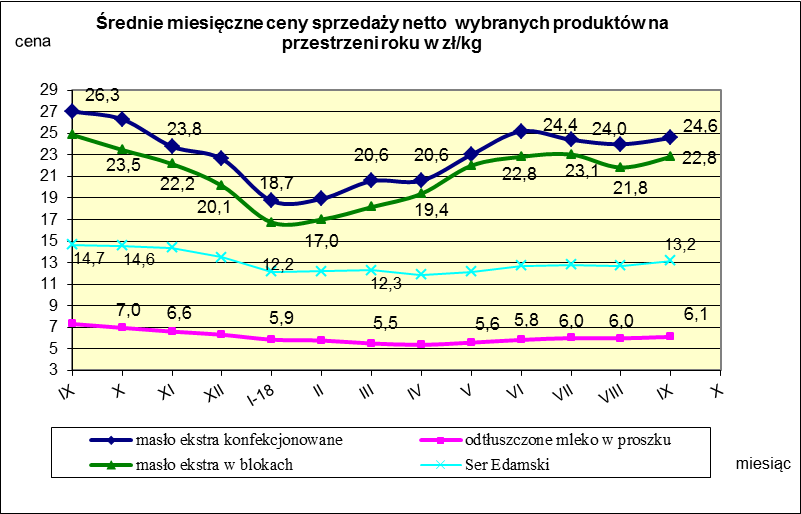 Średnie miesięczne ceny sprzedaży netto wybranych produktów na
przestrzeni roku w zł/kg
cena
29
27
25
23
21
19
17
15
13
11
9
7
5
3
26,3
23,8
18,7
20,6
20,6
24,4
24,0
24,6
23,5
22,2
20,1
17,0
19,4
22,8
23,1
21,8
22,8
14,7
14,6
12,2
12,3
13,2
7,0
6,6
5,9
5,5
5,6
5,8
6,0
6,0
6,1
IX
X
XI
XII
I-18
II
III
IV
V
VI
VII
VIII
IX
X
masło ekstra konfekcjonowane
odtłuszczone mleko w proszku
masło ekstra w blokach
Ser Edamski
miesiąc